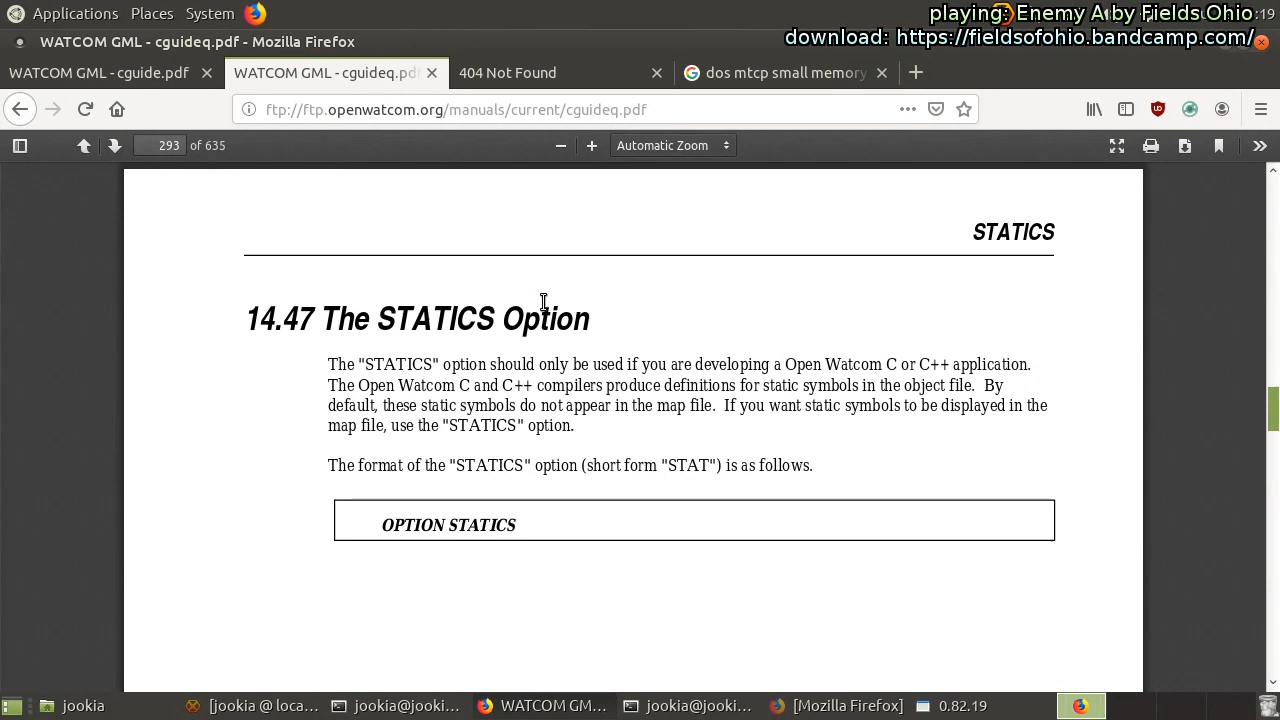 Applications Places System
playing: Enemy A by Fields Ohio
:19
download: https://fieldsofohio.bandcamp.com/
WATCOM GML - cguideq.pdf - Mozilla Firefox
WATCOM GML - cguide.pdf
WATCOM GML - cguideq.pdf
404 Not Found
dos mtcp small memory
ftp://ftp.openwatcom.org/manuals/current/cguideq.pdf
293 of 635
Automatic Zoom
STATICS
14.47 The STATICS Option
The "STATICS" option should only be used if you are developing a Open Watcom C or C++ application.
The Open Watcom C and C++ compilers produce definitions for static symbols in the object file. By
default, these static symbols do not appear in the map file. If you want static symbols to be displayed in the
map file, use the "STATICS" option.
The format of the "STATICS" option (short form "STAT") is as follows.
OPTION STATICS
jookia
[jookia @ loca...
jookia@jooki...
WATCOM GM...
jookia@jooki...
[Mozilla Firefox]
0.82.19